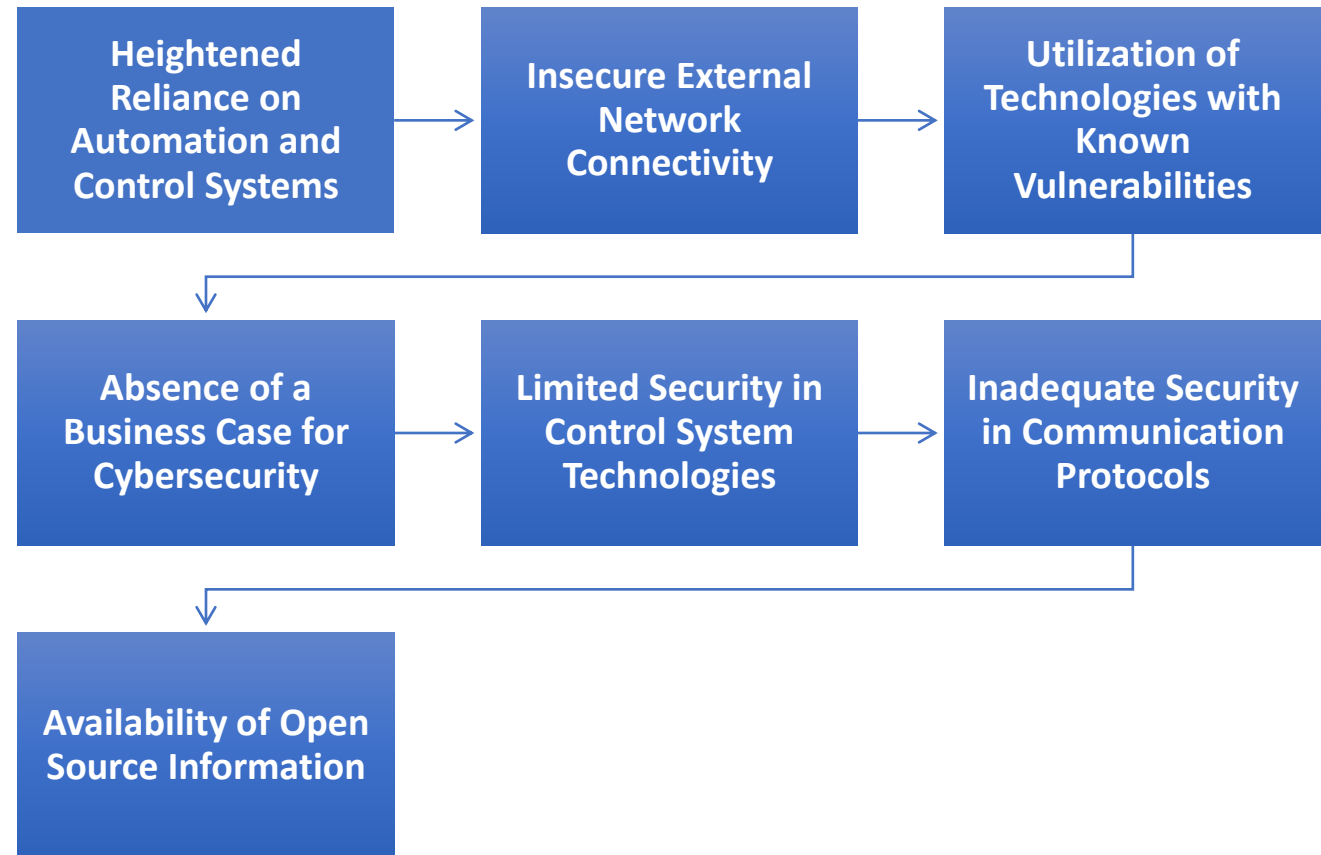 Heightened
Reliance on
Automation and
Control Systems
Insecure External
Network
Connectivity
Utilization of
Technologies with
Known
Vulnerabilities
Absence of a
Business Case for
Cybersecurity
Limited Security in
Control System
Technologies
Inadequate Security
in Communication
Protocols
Availability of Open
Source Information